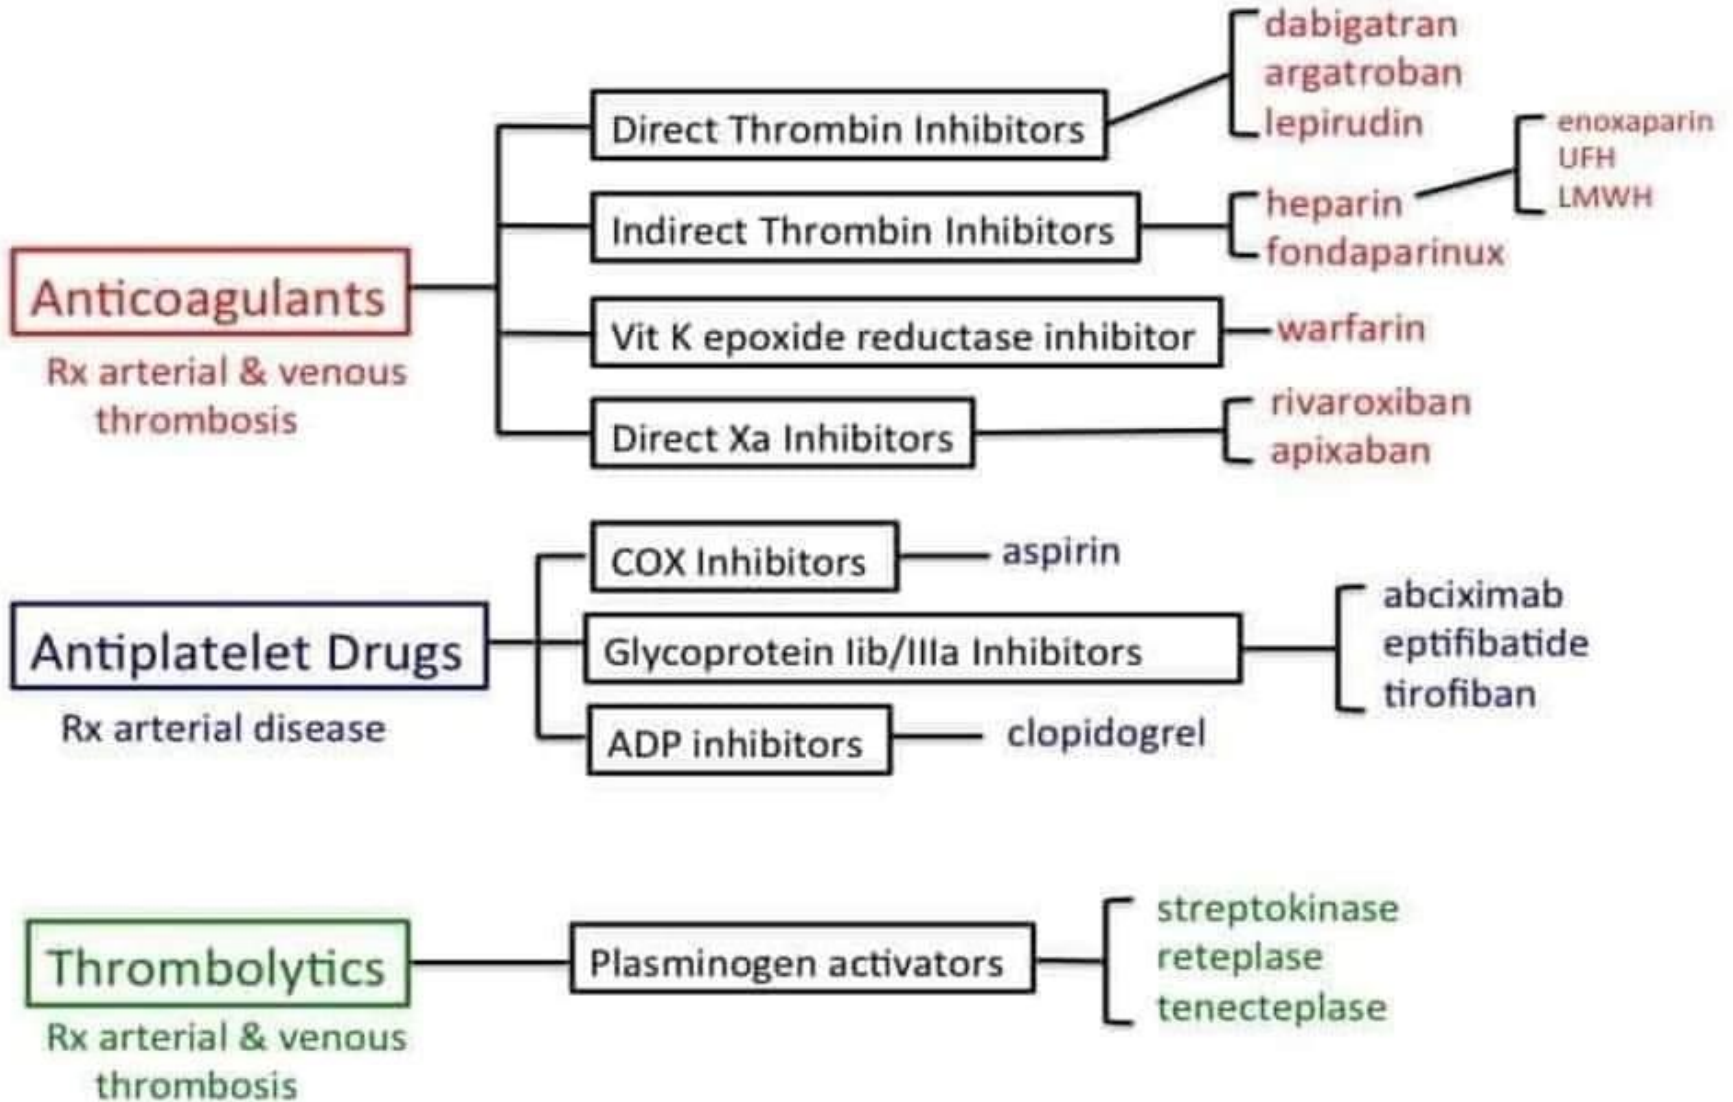 Anticoagulants
Rx arterial & venous
thrombosis
Direct Thrombin Inhibitors
dabigatran
argatroban
lepirudin
Indirect Thrombin Inhibitors
heparin
fondaparinux
enoxaparin
UFH
LMWH
Vit K epoxide reductase inhibitor
warfarin
Direct Xa Inhibitors
rivaroxiban
apixaban
Antiplatelet Drugs
Rx arterial disease
COX Inhibitors
aspirin
Glycoprotein Iib/IIIa Inhibitors
abciximab
eptifibatide
tirofiban
ADP inhibitors
clopidogrel
Thrombolytics
Rx arterial & venous
thrombosis
Plasminogen activators
streptokinase
reteplase
tenecteplase